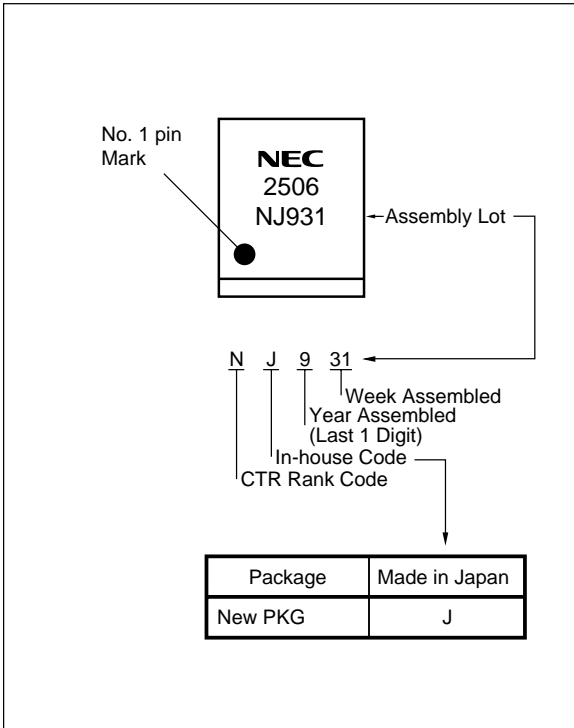 No. 1 pin
Mark
NEC
2506
NJ931
Assembly Lot
N J 9 31
Week Assembled
Year Assembled
(Last 1 Digit)
In-house Code
CTR Rank Code
Package Made in Japan
New PKG J